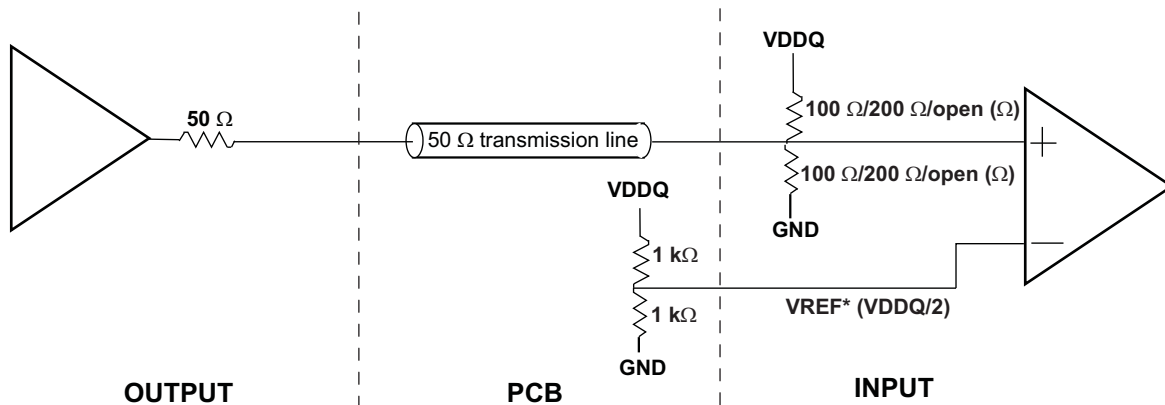 VDDQ
100 Ω/200 Ω/open (Ω)
50 Ω
50 Ω transmission line
100 Ω/200 Ω/open (Ω)
VDDQ
GND
1 kΩ
VREF* (VDDQ/2)
1 kΩ
GND
OUTPUT
PCB
INPUT